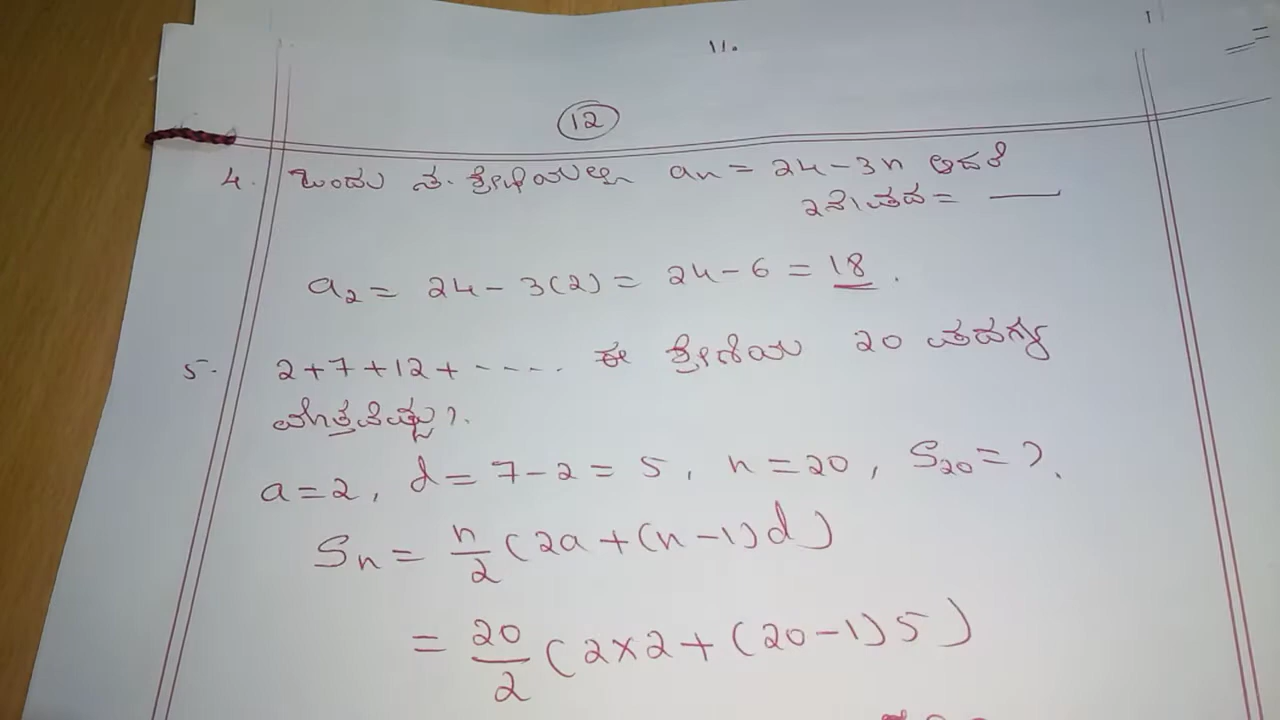 11.
12
4. ಒಂದು ಸ. ಶ್ರೇಢಿಯಲ್ಲಿ an = 24 - 3n ಆದರೆ
2ನೇ ಪದ = —
a2 = 24 - 3(2) = 24 - 6 = 18.
5. 2+7+12+ - - - - . ಈ ಶ್ರೇಣಿಯ 20 ಪದಗಳ
ಮೊತ್ತವೆಷ್ಟು ?.
a=2, d=7-2=5, n=20, S20=?.
Sn = n/2 (2a+(n-1)d)
= 20/2 (2×2+(20-1)5)